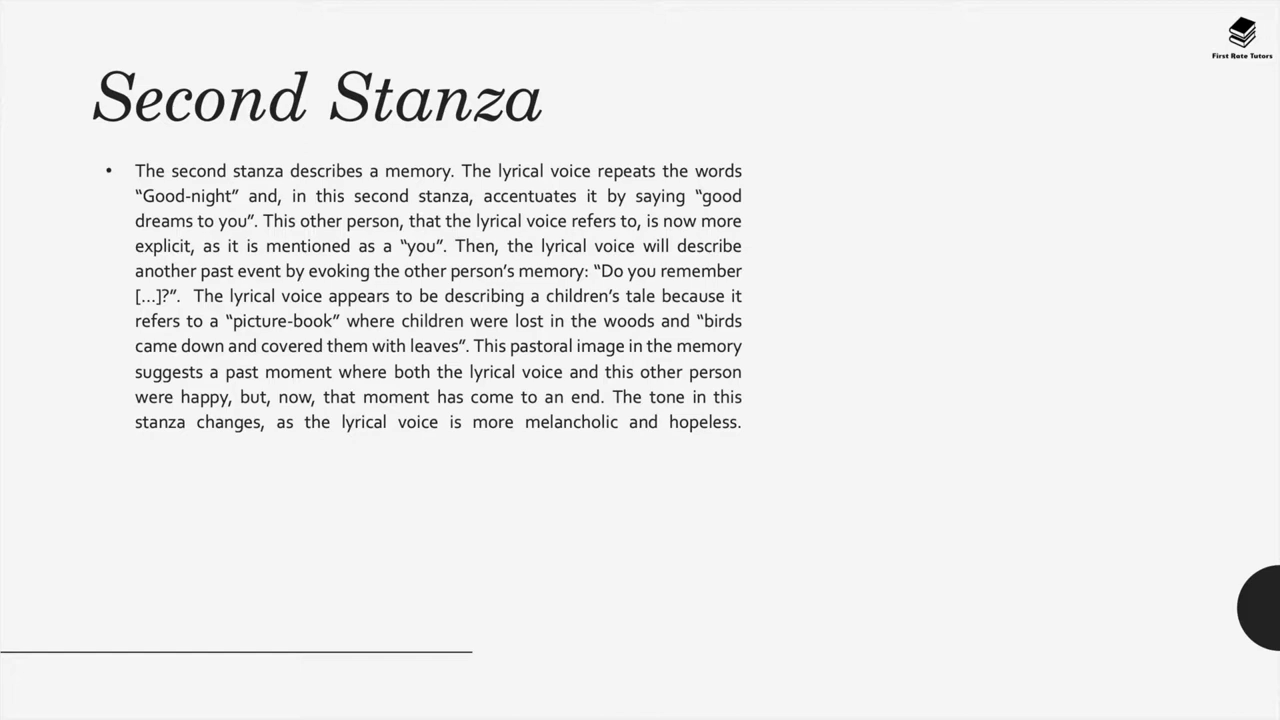 First Rate Tutors
Second Stanza
• The second stanza describes a memory. The lyrical voice repeats the words
“Good-night” and, in this second stanza, accentuates it by saying “good
dreams to you”. This other person, that the lyrical voice refers to, is now more
explicit, as it is mentioned as a “you”. Then, the lyrical voice will describe
another past event by evoking the other person’s memory: “Do you remember
[…]?”. The lyrical voice appears to be describing a children’s tale because it
refers to a “picture-book” where children were lost in the woods and “birds
came down and covered them with leaves”. This pastoral image in the memory
suggests a past moment where both the lyrical voice and this other person
were happy, but, now, that moment has come to an end. The tone in this
stanza changes, as the lyrical voice is more melancholic and hopeless.